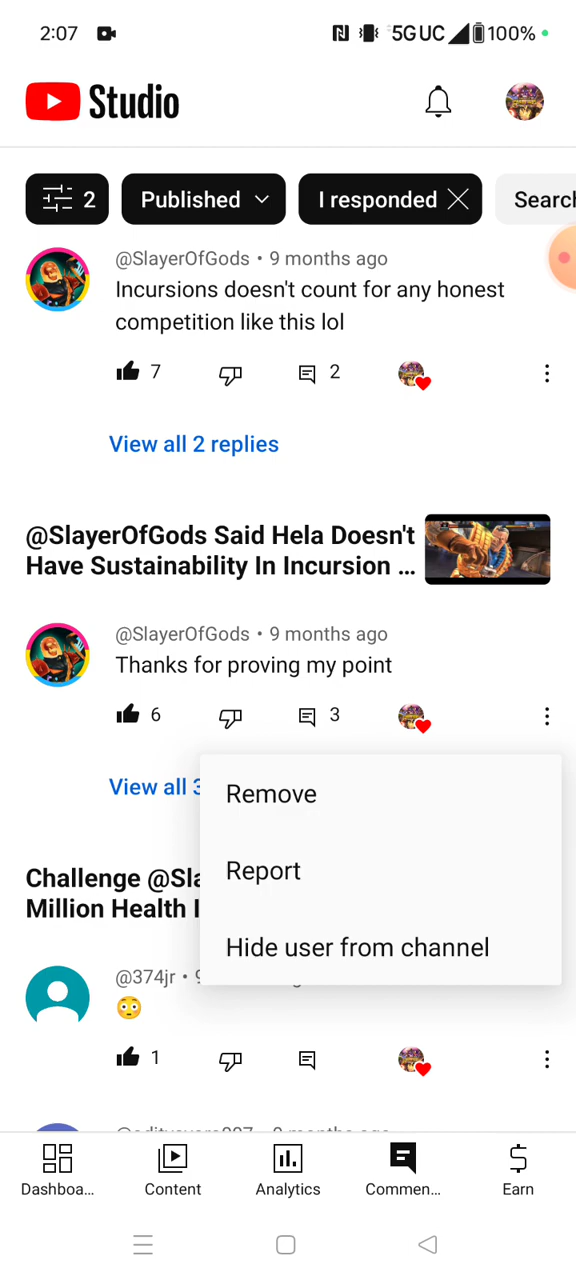 2:07 5G UC 100%
Studio
2 Published I responded Search
@SlayerOfGods • 9 months ago
Incursions doesn't count for any honest
competition like this lol
7 2
View all 2 replies
@SlayerOfGods Said Hela Doesn't
Have Sustainability In Incursion ...
@SlayerOfGods • 9 months ago
Thanks for proving my point
6 3
View all 3
Remove
Report
Hide user from channel
Challenge @Sla
Million Health I
@374jr • 9
😳
1
Dashboa... Content Analytics Commen... Earn